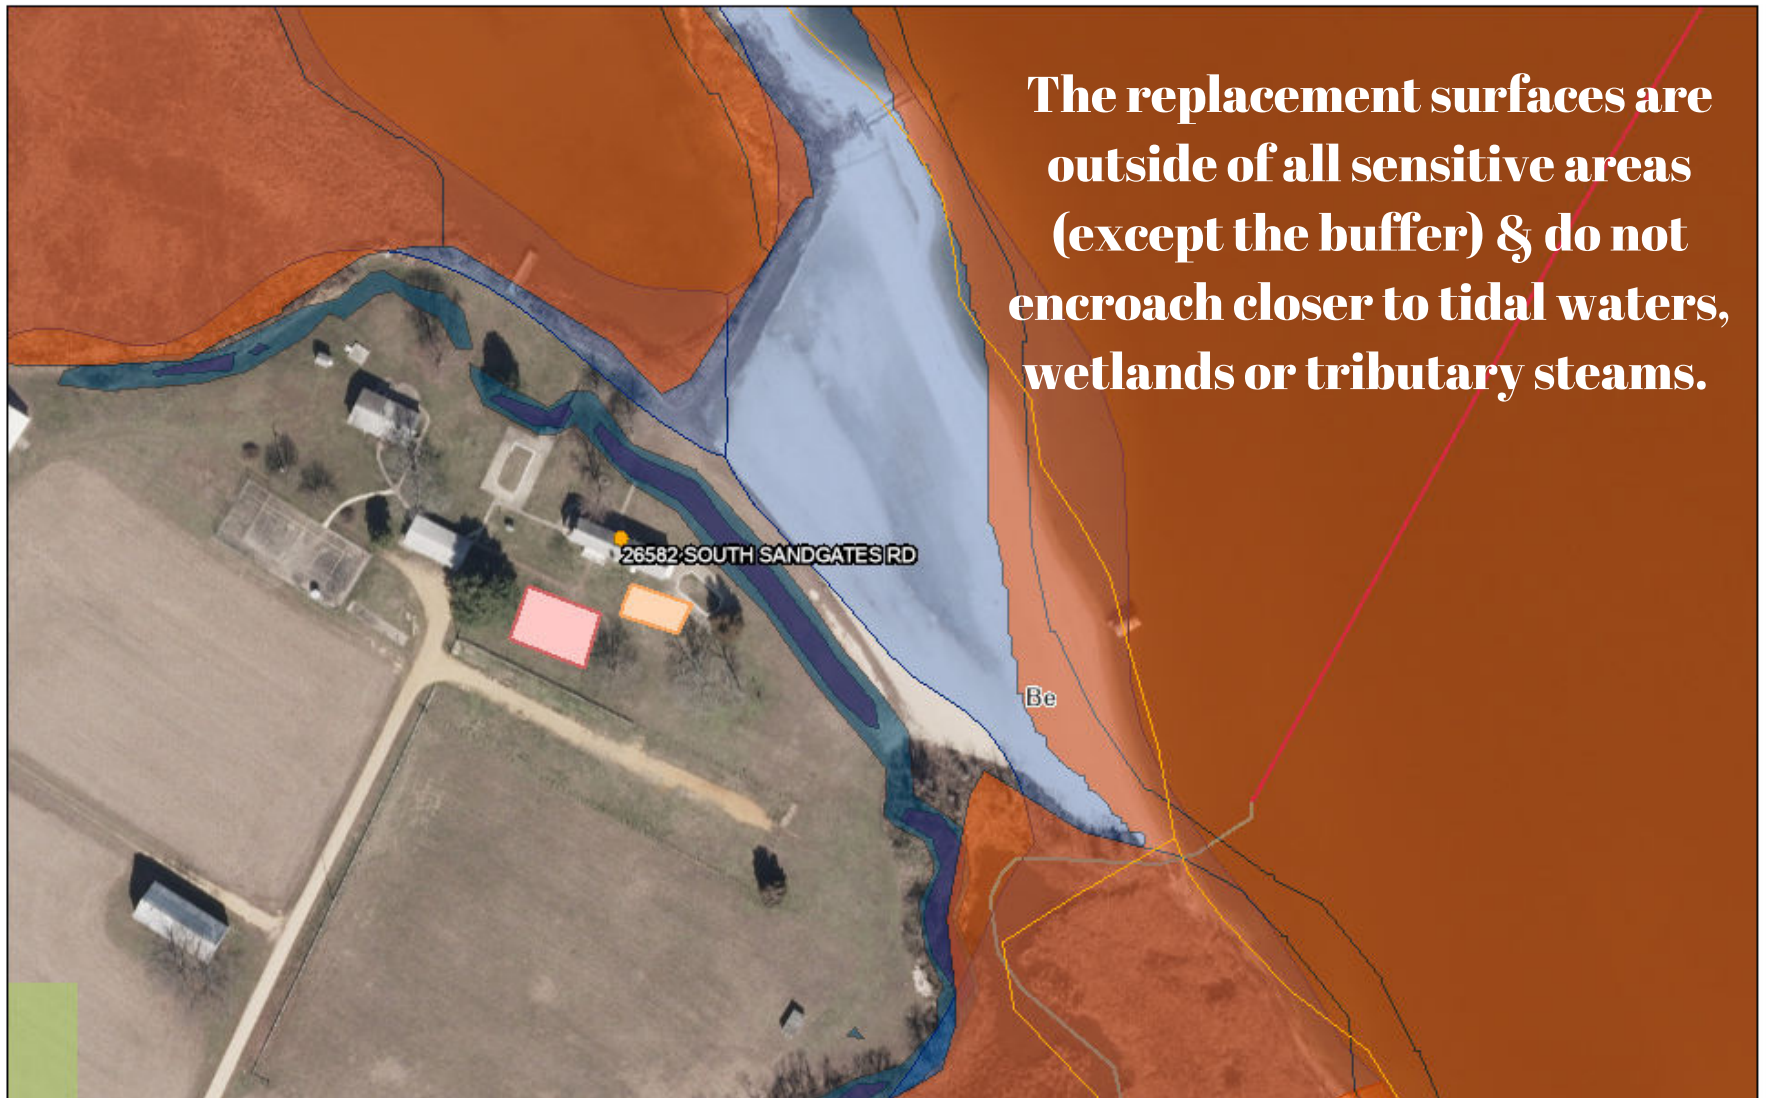 The replacement surfaces are
outside of all sensitive areas
(except the buffer) & do not
encroach closer to tidal waters,
wetlands or tributary steams.
26582 SOUTH SANDGATES RD
Be